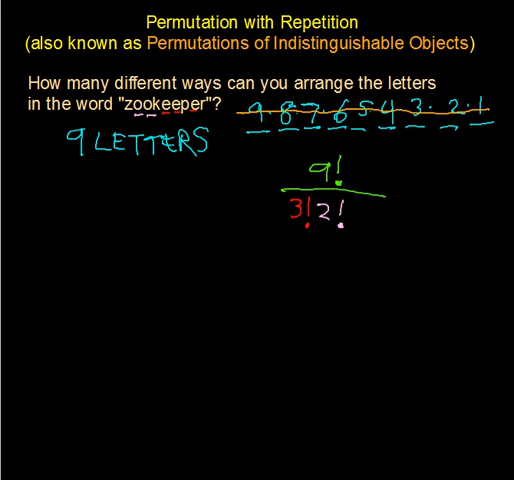 Permutation with Repetition
(also known as Permutations of Indistinguishable Objects)
How many different ways can you arrange the letters
in the word "zookeeper"?
9·8·7·6·5 4 3·2·1
9 LETTERS
9!
3!2!